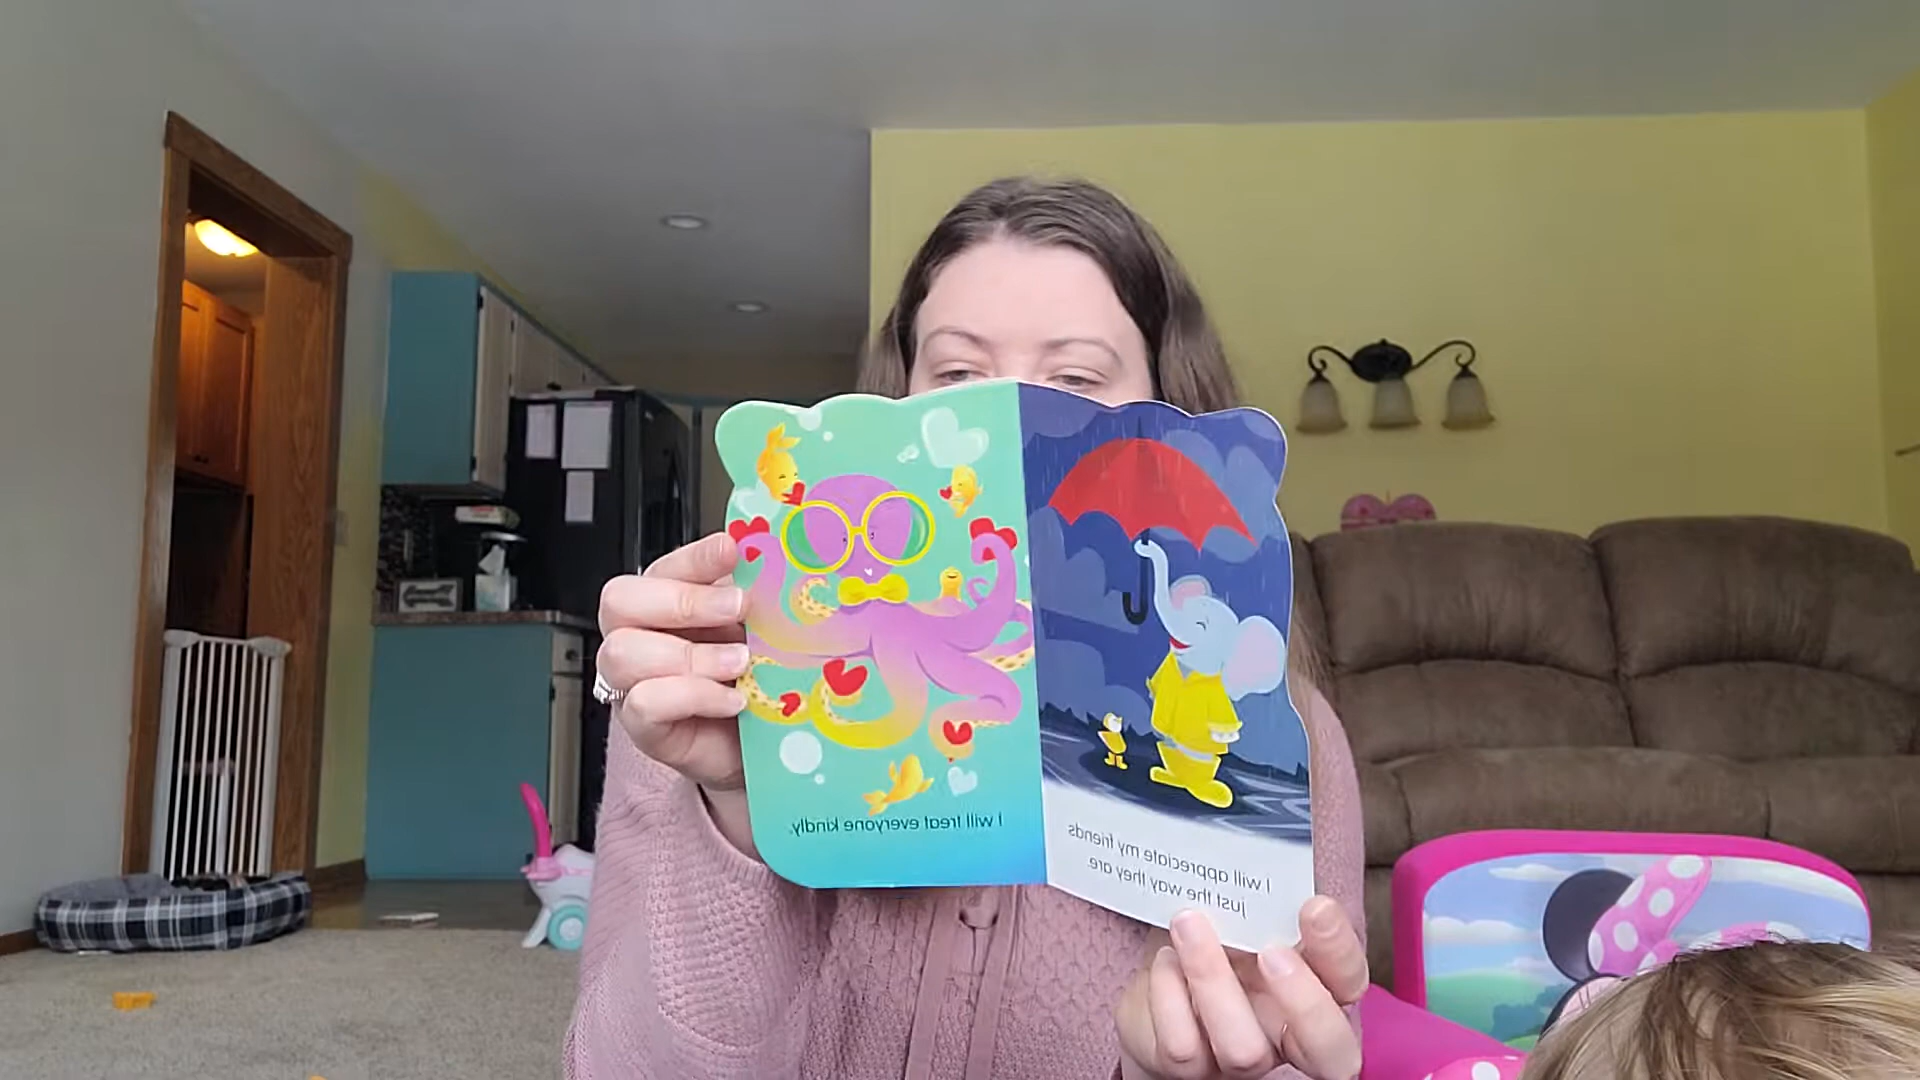 I will treat everyone kindly.
I will appreciate my friends
just the way they are.